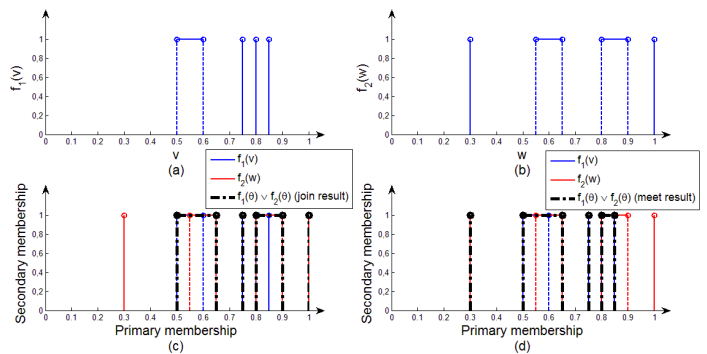 f1(v)
1
0,8
0,6
0,4
0,2
0
0 0.1 0.2 0.3 0.4 0.5 0.6 0.7 0.8 0.9 1
v
(a)
f2(w)
1
0,8
0,6
0,4
0,2
0
0 0.1 0.2 0.3 0.4 0.5 0.6 0.7 0.8 0.9 1
w
(b)
f1(v)
f2(w)
f1(θ) ∨ f2(θ) (join result)
Secondary membership
1
0,8
0,6
0,4
0,2
0
0 0.1 0.2 0.3 0.4 0.5 0.6 0.7 0.8 0.9 1
Primary membership
(c)
f1(v)
f2(w)
f1(θ) ∨ f2(θ) (meet result)
Secondary membership
1
0,8
0,6
0,4
0,2
0
0 0.1 0.2 0.3 0.4 0.5 0.6 0.7 0.8 0.9 1
Primary membership
(d)